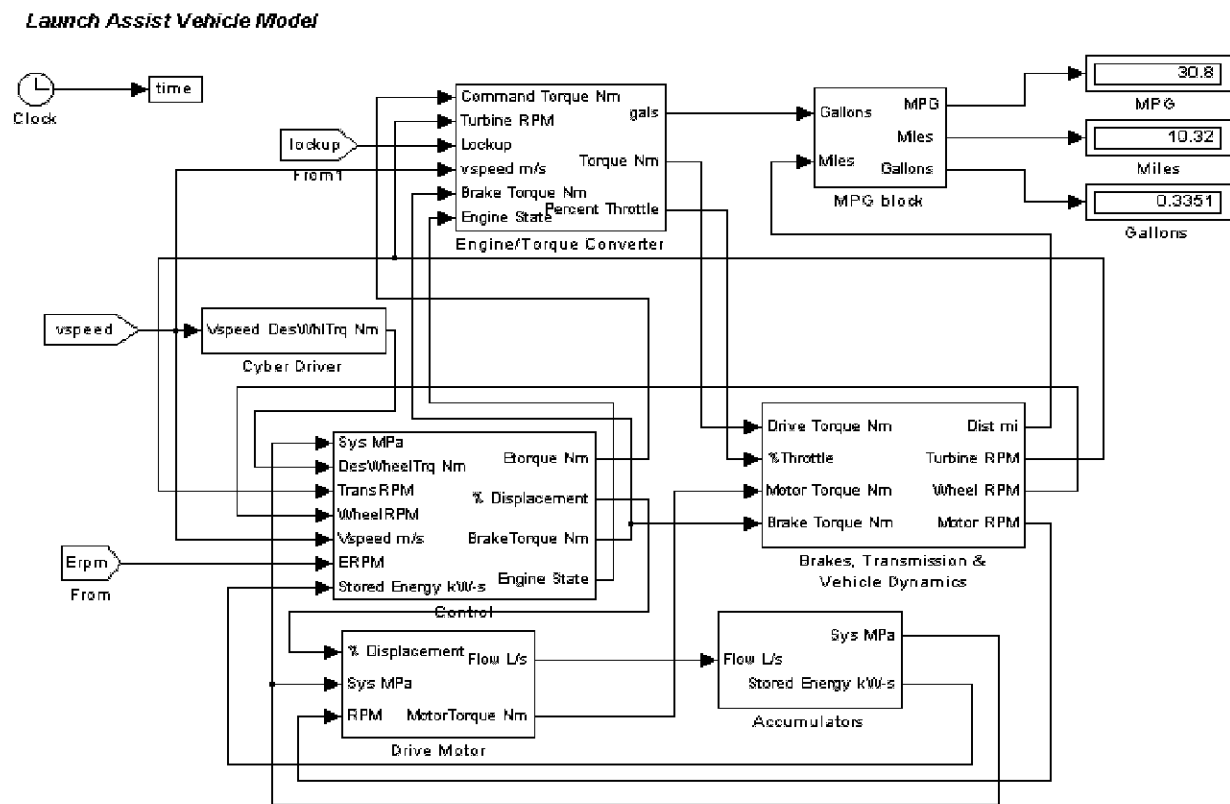 Launch Assist Vehicle Model
Clock
time
lockup
From1
Command Torque Nm
Turbine RPM
Lockup
vspeed m/s
Brake Torque Nm
Engine State
gals
Torque Nm
Percent Throttle
Engine/Torque Converter
Gallons
Miles
MPG
Miles
Gallons
MPG block
30.8
MPG
10.32
Miles
0.3351
Gallons
vspeed
Vspeed DesWhlTrq Nm
Cyber Driver
Sys MPa
DesWheelTrq Nm
TransRPM
WheelRPM
Vspeed m/s
ERPM
Stored Energy kW-s
Etorque Nm
% Displacement
BrakeTorque Nm
Engine State
Control
Erpm
From
Drive Torque Nm
%Throttle
Motor Torque Nm
Brake Torque Nm
Dist mi
Turbine RPM
Wheel RPM
Motor RPM
Brakes, Transmission &
Vehicle Dynamics
% Displacement
Sys MPa
RPM
Flow L/s
MotorTorque Nm
Drive Motor
Flow L/s
Sys MPa
Stored Energy kW-s
Accumulators